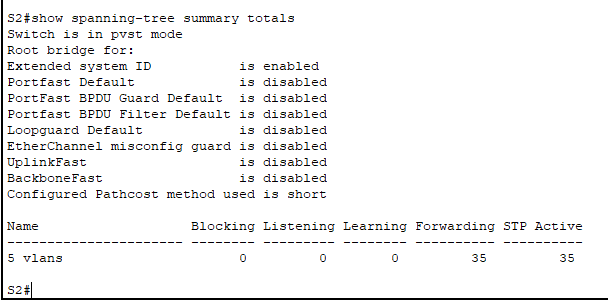 S2#show spanning-tree summary totals
Switch is in pvst mode
Root bridge for:
Extended system ID           is enabled
Portfast Default             is disabled
PortFast BPDU Guard Default  is disabled
Portfast BPDU Filter Default is disabled
Loopguard Default            is disabled
EtherChannel misconfig guard is disabled
UplinkFast                   is disabled
BackboneFast                 is disabled
Configured Pathcost method used is short
Name                   Blocking Listening Learning Forwarding STP Active
---------------------- -------- --------- -------- ---------- ----------
5 vlans                      0         0        0         35         35
S2#